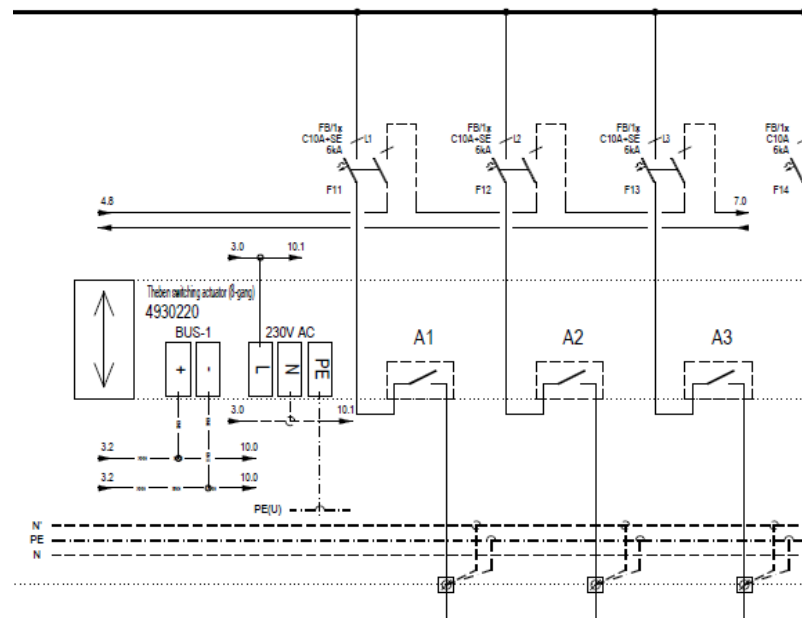 FB/1x
C10A+SE
6kA
L1
F11
FB/1x
C10A+SE
6kA
L2
F12
FB/1x
C10A+SE
6kA
L3
F13
FB/1x
C10A
6kA
F14
4.8
7.0
3.0
10.1
Theben switching actuator (8-gang)
4930220
BUS-1
230V AC
+
-
L
N
PE
A1
A2
A3
3.0
10.1
3.2
10.0
3.2
10.0
PE(U)
N'
PE
N